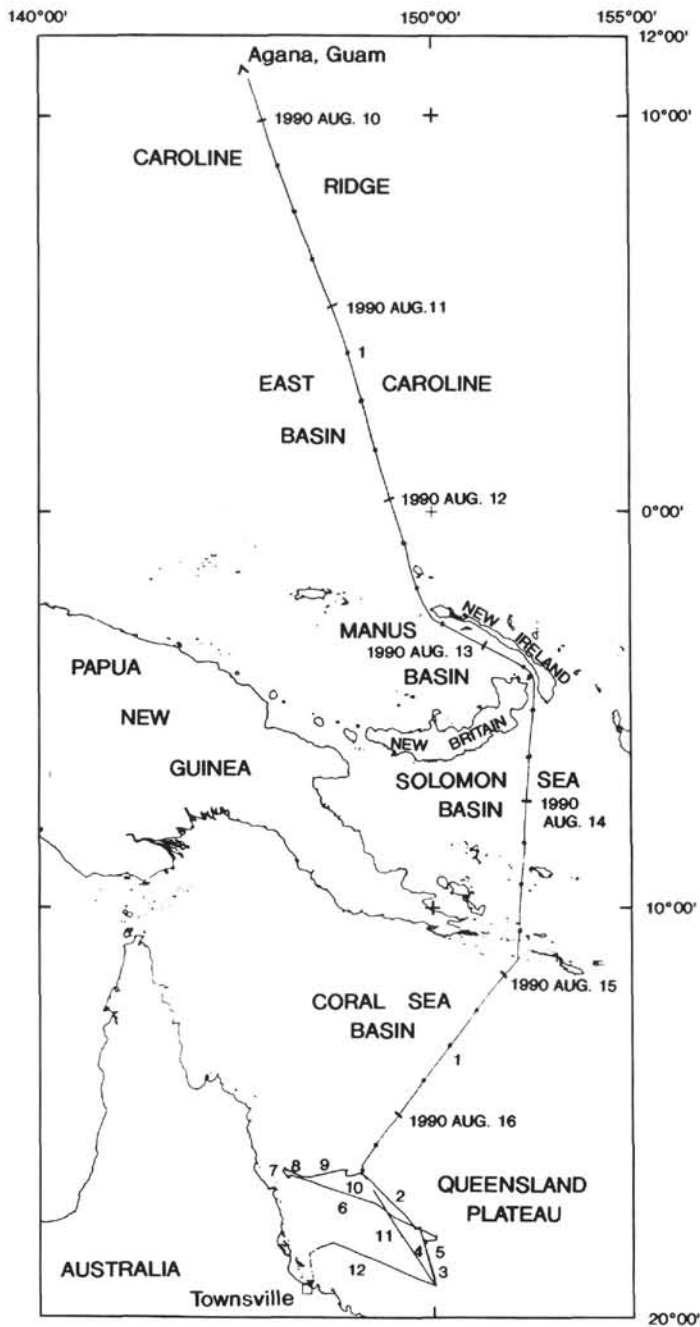 140°00'
150°00'
155°00'
12°00'
Agana, Guam
1990 AUG. 10
10°00'
CAROLINE
RIDGE
1990 AUG.11
1
EAST CAROLINE
BASIN
1990 AUG. 12
0°00'
NEW IRELAND
MANUS
1990 AUG. 13
BASIN
PAPUA
NEW
GUINEA
NEW BRITAIN
SOLOMON SEA
BASIN
1990
AUG. 14
10°00'
1990 AUG. 15
CORAL SEA
BASIN
1
1990 AUG. 16
7
8
9
10
2
6
QUEENSLAND
PLATEAU
11
4
5
3
12
AUSTRALIA
Townsville
20°00'